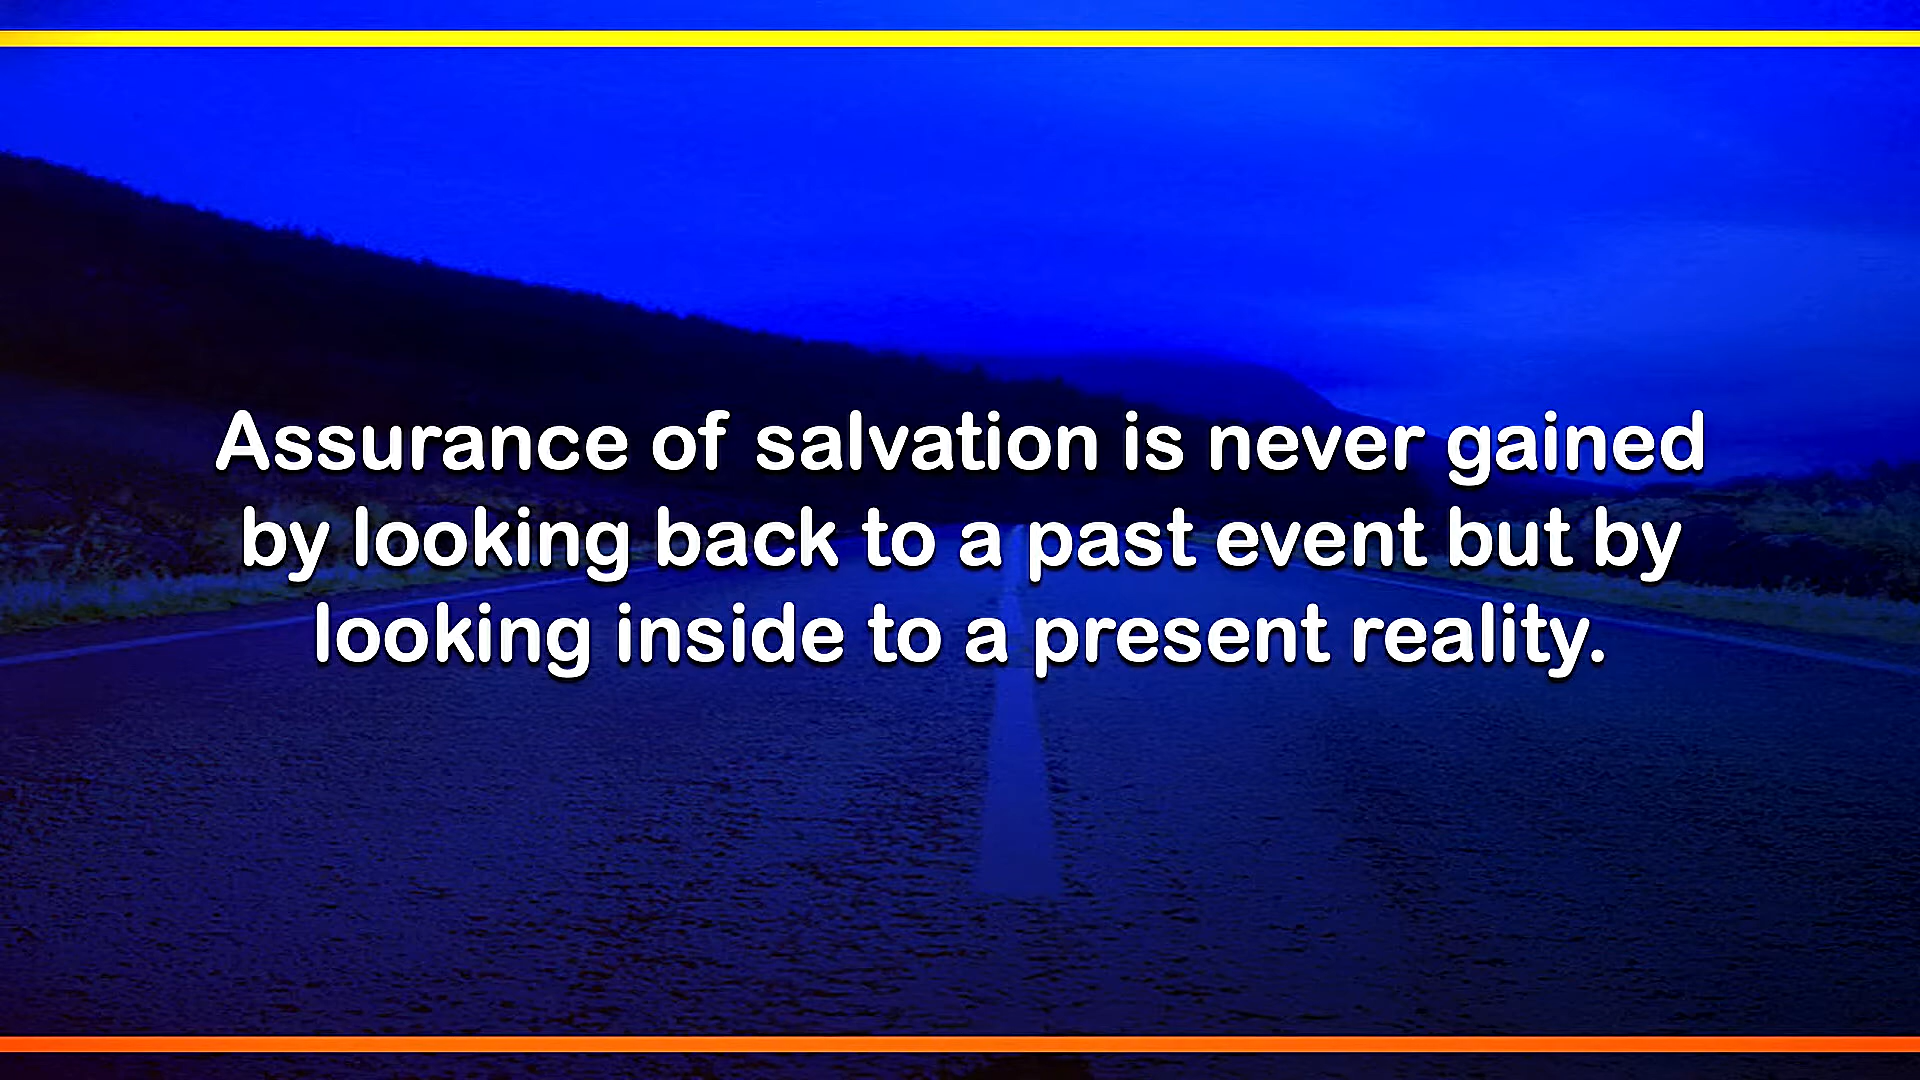 Assurance of salvation is never gained
by looking back to a past event but by
looking inside to a present reality.